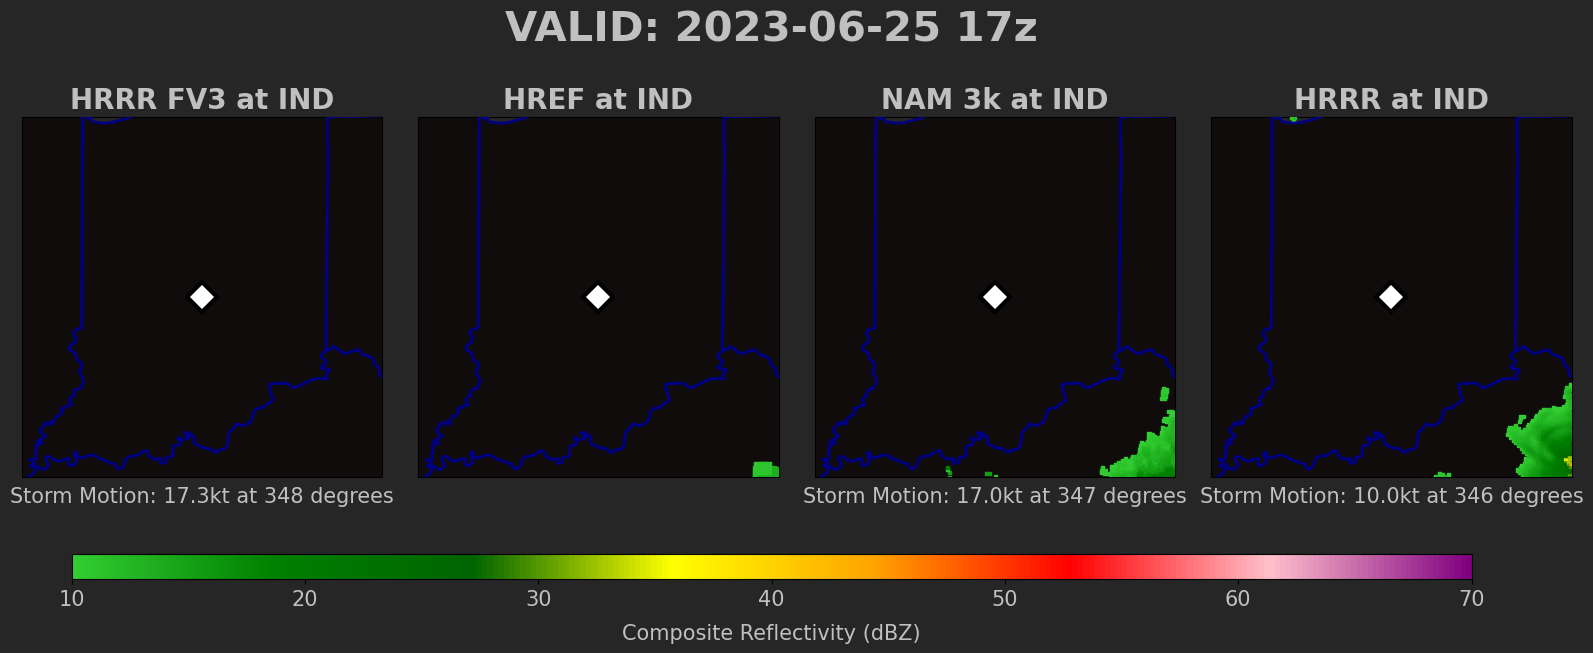 VALID: 2023-06-25 17z
HRRR FV3 at IND
HREF at IND
NAM 3k at IND
HRRR at IND
Storm Motion: 17.3kt at 348 degrees
Storm Motion: 17.0kt at 347 degrees
Storm Motion: 10.0kt at 346 degrees
10 20 30 40 50 60 70
Composite Reflectivity (dBZ)